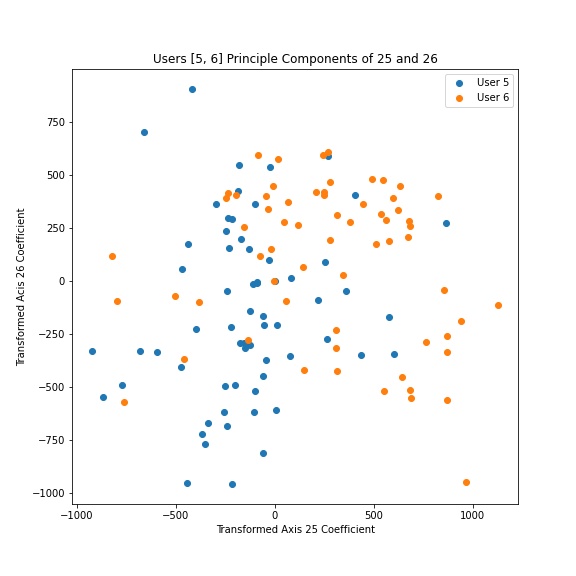 Users [5, 6] Principle Components of 25 and 26
User 5
User 6
Transformed Acis 26 Coefficient
750
500
250
0
−250
−500
−750
−1000
−1000
−500
0
500
1000
Transformed Axis 25 Coefficient